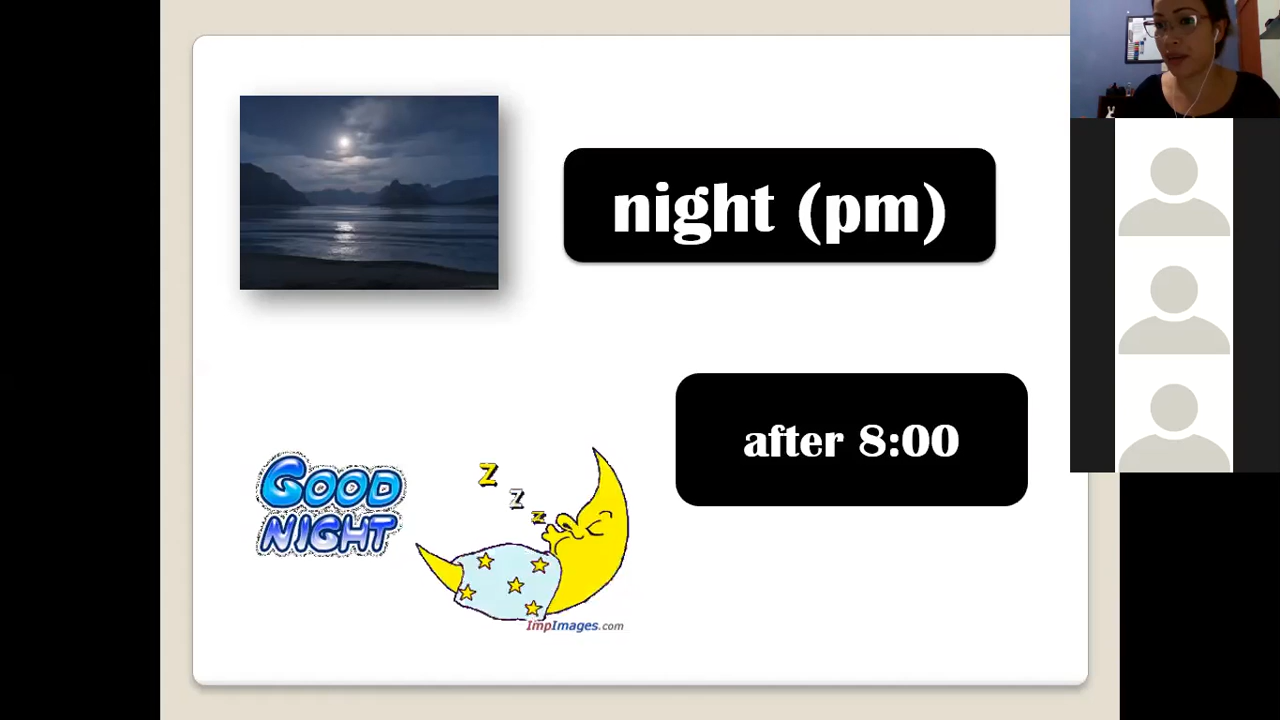 night (pm)
after 8:00
GOOD
NIGHT
Z
Z
Z
ImpImages.com